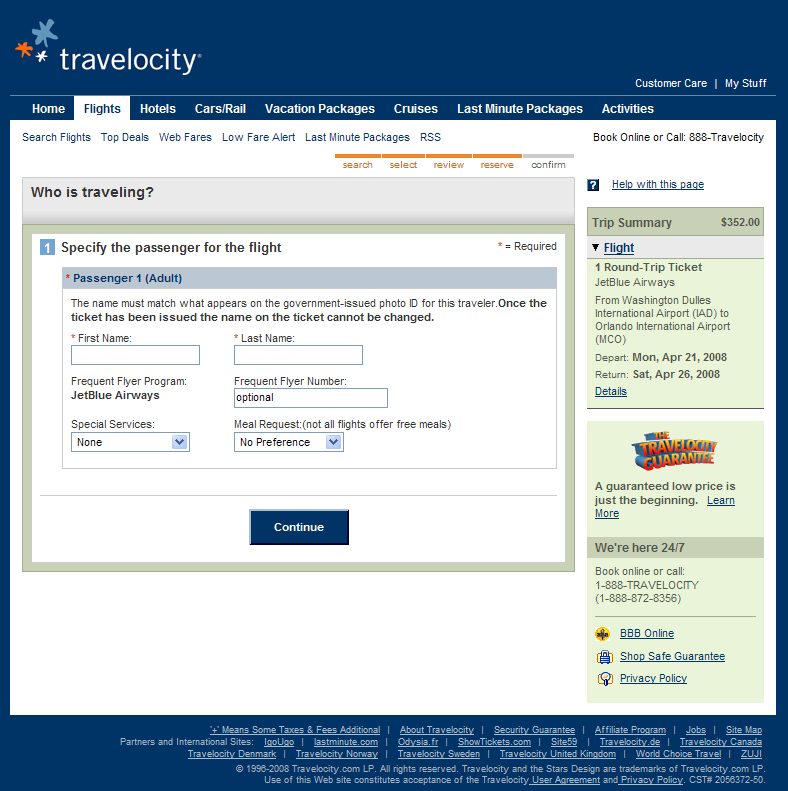 travelocity
Customer Care | My Stuff
Home Flights Hotels Cars/Rail Vacation Packages Cruises Last Minute Packages Activities
Search Flights Top Deals Web Fares Low Fare Alert Last Minute Packages RSS
Book Online or Call: 888-Travelocity
search select review reserve confirm
Who is traveling?
1 Specify the passenger for the flight
* = Required
* Passenger 1 (Adult)
The name must match what appears on the government-issued photo ID for this traveler.Once the
ticket has been issued the name on the ticket cannot be changed.
* First Name: * Last Name:
Frequent Flyer Program: Frequent Flyer Number:
JetBlue Airways optional
Special Services: Meal Request:(not all flights offer free meals)
None No Preference
Continue
? Help with this page
Trip Summary $352.00
▼ Flight
1 Round-Trip Ticket
JetBlue Airways
From Washington Dulles
International Airport (IAD) to
Orlando International Airport
(MCO)
Depart: Mon, Apr 21, 2008
Return: Sat, Apr 26, 2008
Details
THE
TRAVELOCITY
GUARANTEE
A guaranteed low price is
just the beginning. Learn
More
We're here 24/7
Book online or call:
1-888-TRAVELOCITY
(1-888-872-8356)
BBB Online
Shop Safe Guarantee
Privacy Policy
'+' Means Some Taxes & Fees Additional | About Travelocity | Security Guarantee | Affiliate Program | Jobs | Site Map
Partners and International Sites: IgoUgo | lastminute.com | Odysia.fr | ShowTickets.com | Site59 | Travelocity.de | Travelocity Canada
Travelocity Denmark | Travelocity Norway | Travelocity Sweden | Travelocity United Kingdom | World Choice Travel | ZUJI
© 1996-2008 Travelocity.com LP. All rights reserved. Travelocity and the Stars Design are trademarks of Travelocity.com LP.
Use of this Web site constitutes acceptance of the Travelocity User Agreement and Privacy Policy. CST# 2056372-50.